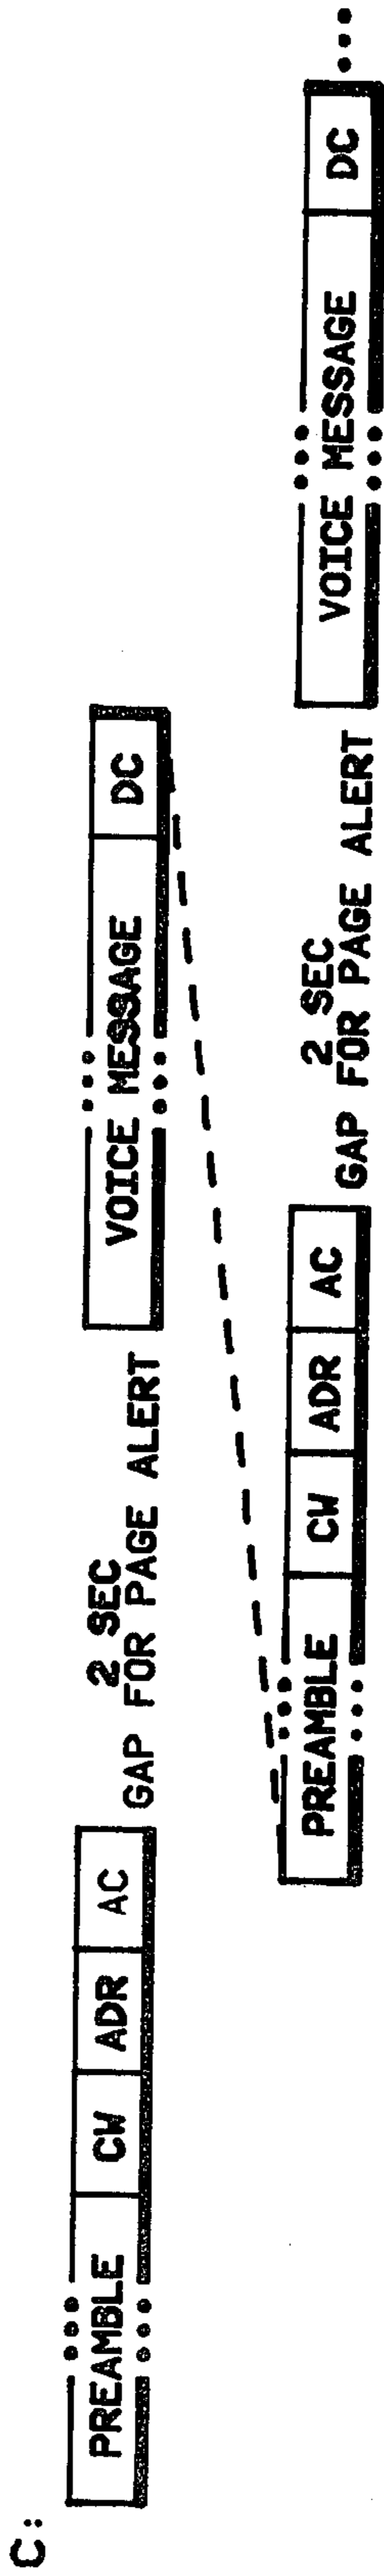 C:
PREAMBLE CW ADR AC
2 SEC
GAP FOR PAGE ALERT
VOICE MESSAGE DC
PREAMBLE CW ADR AC
2 SEC
GAP FOR PAGE ALERT
VOICE MESSAGE DC